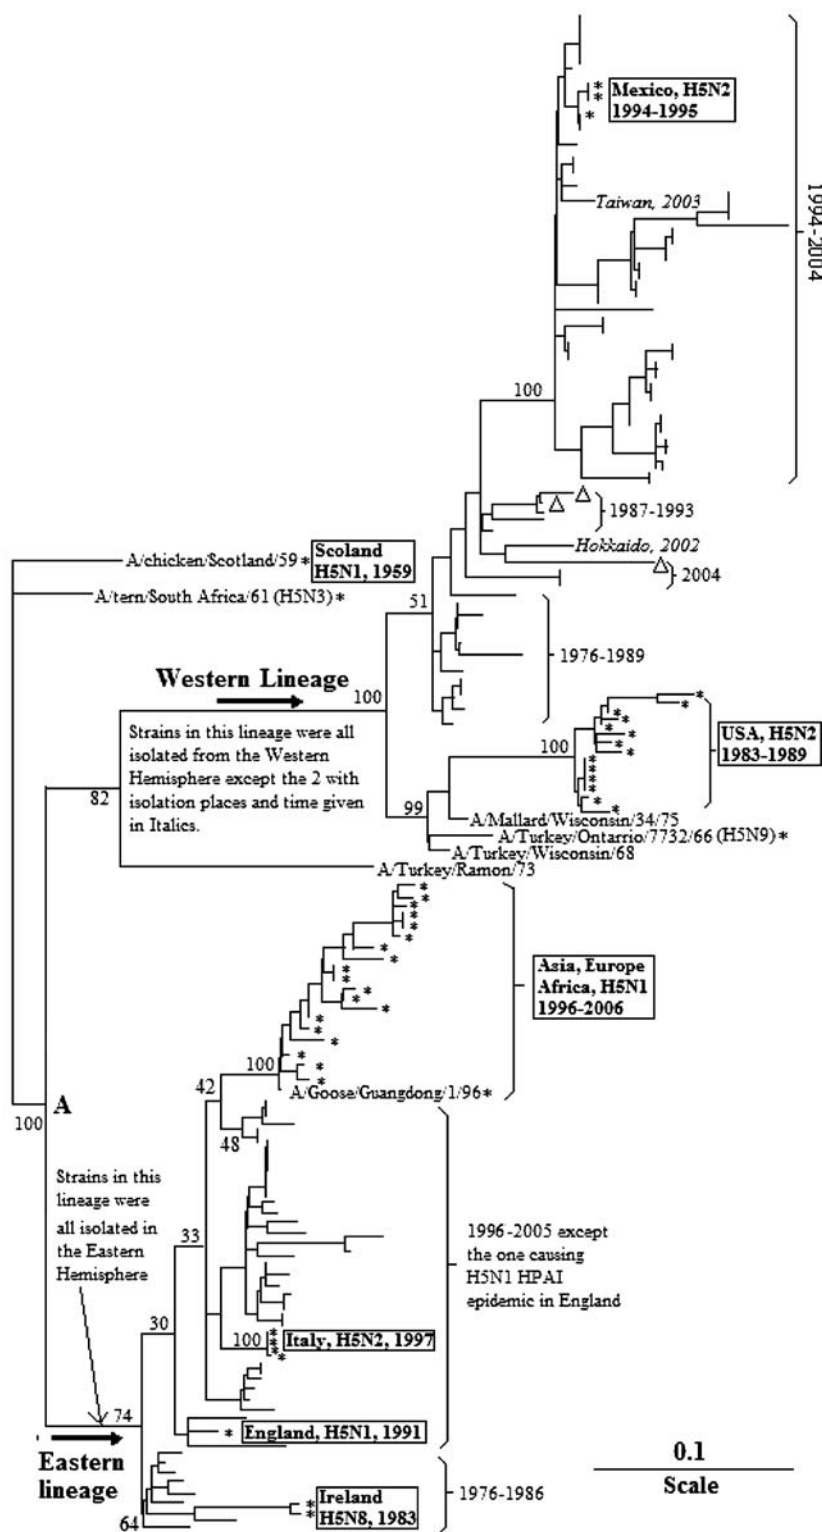 Mexico, H5N2
1994-1995
1994-2004
Taiwan, 2003
100
1987-1993
Hokkaido, 2002
2004
A/chicken/Scotland/59 *
Scoland
H5N1, 1959
A/tern/South Africa/61 (H5N3) *
51
1976-1989
Western Lineage
100
Strains in this lineage were all
isolated from the Western
Hemisphere except the 2 with
isolation places and time given
in Italics.
82
100
USA, H5N2
1983-1989
99
A/Mallard/Wisconsin/34/75
A/Turkey/Ontarrio/7732/66 (H5N9) *
A/Turkey/Wisconsin/68
A/Turkey/Ramon/73
Asia, Europe
Africa, H5N1
1996-2006
100
A/Goose/Guangdong/1/96 *
42
A
100
48
Strains in this
lineage were
all isolated in
the Eastern
Hemisphere
33
1996-2005 except
the one causing
H5N1 HPAI
epidemic in England
30
100
Italy, H5N2, 1997
74
England, H5N1, 1991
Eastern
lineage
0.1
Scale
Ireland
H5N8, 1983
1976-1986
64